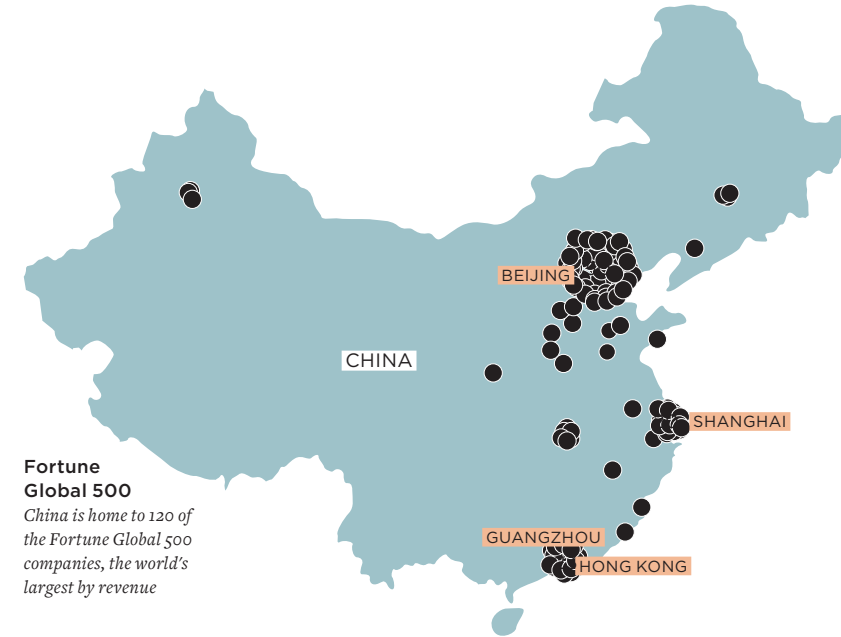 BEIJING
CHINA
SHANGHAI
Fortune
Global 500
China is home to 120 of
the Fortune Global 500
companies, the world's
largest by revenue
GUANGZHOU
HONG KONG